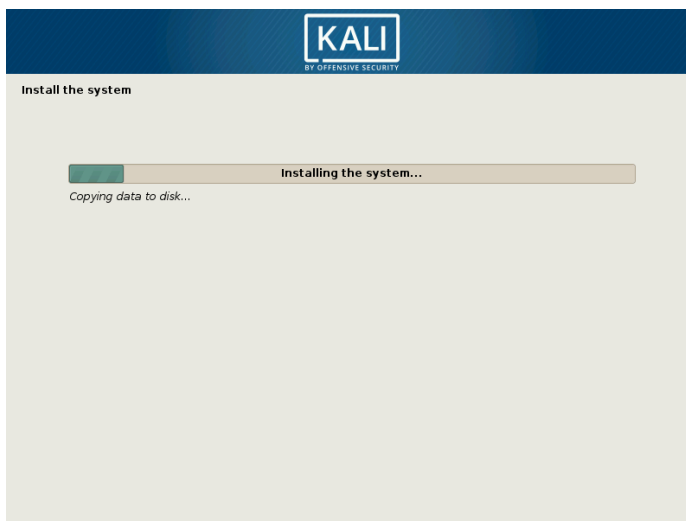 KALI
BY OFFENSIVE SECURITY
Install the system
Installing the system...
Copying data to disk...